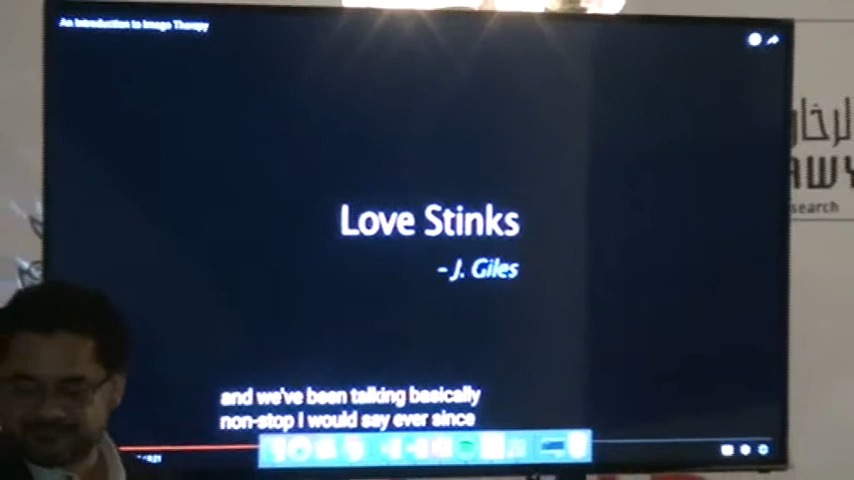 An Introduction to Imago Therapy
Love Stinks
- J. Giles
and we've been talking basically
non-stop I would say ever since
search